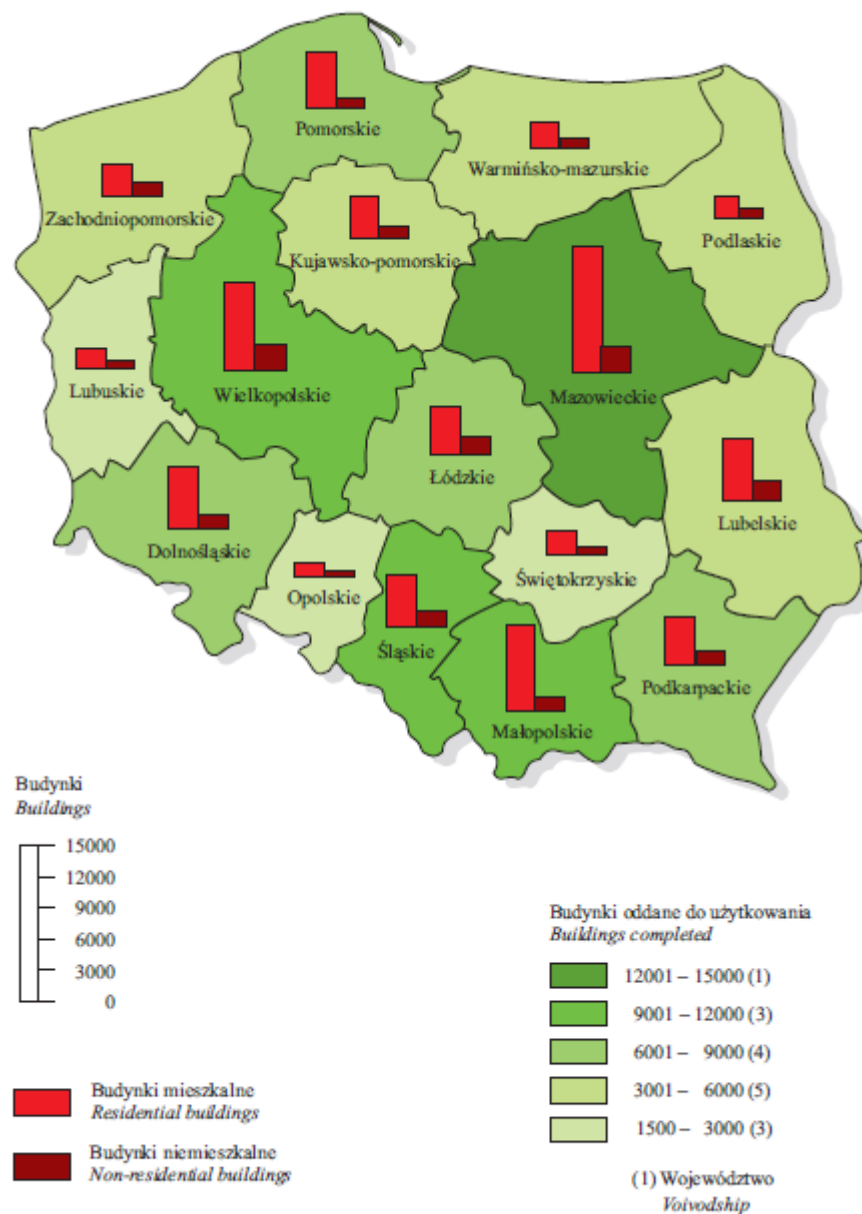 Pomorskie
Warmińsko-mazurskie
Zachodniopomorskie
Podlaskie
Kujawsko-pomorskie
Lubuskie
Wielkopolskie
Mazowieckie
Łódzkie
Lubelskie
Dolnośląskie
Opolskie
Świętokrzyskie
Śląskie
Podkarpackie
Małopolskie
Budynki
Buildings
15000
12000
9000
6000
3000
0
Budynki mieszkalne
Residential buildings
Budynki niemieszkalne
Non-residential buildings
Budynki oddane do użytkowania
Buildings completed
12001 – 15000 (1)
9001 – 12000 (3)
6001 – 9000 (4)
3001 – 6000 (5)
1500 – 3000 (3)
(1) Województwo
Voivodship